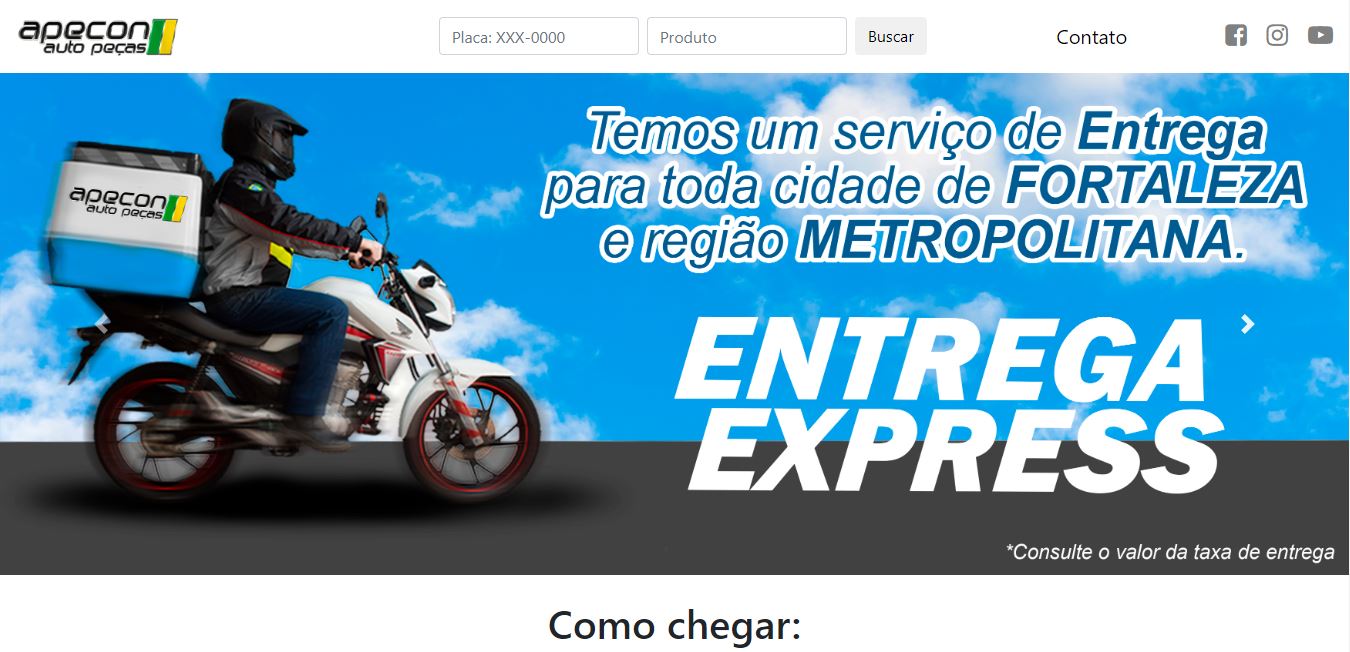 apecon
auto peças
Placa: XXX-0000
Produto
Buscar
Contato
Temos um serviço de Entrega
para toda cidade de FORTALEZA
e região METROPOLITANA.
apecon
auto peças
ENTREGA
EXPRESS
*Consulte o valor da taxa de entrega
Como chegar: